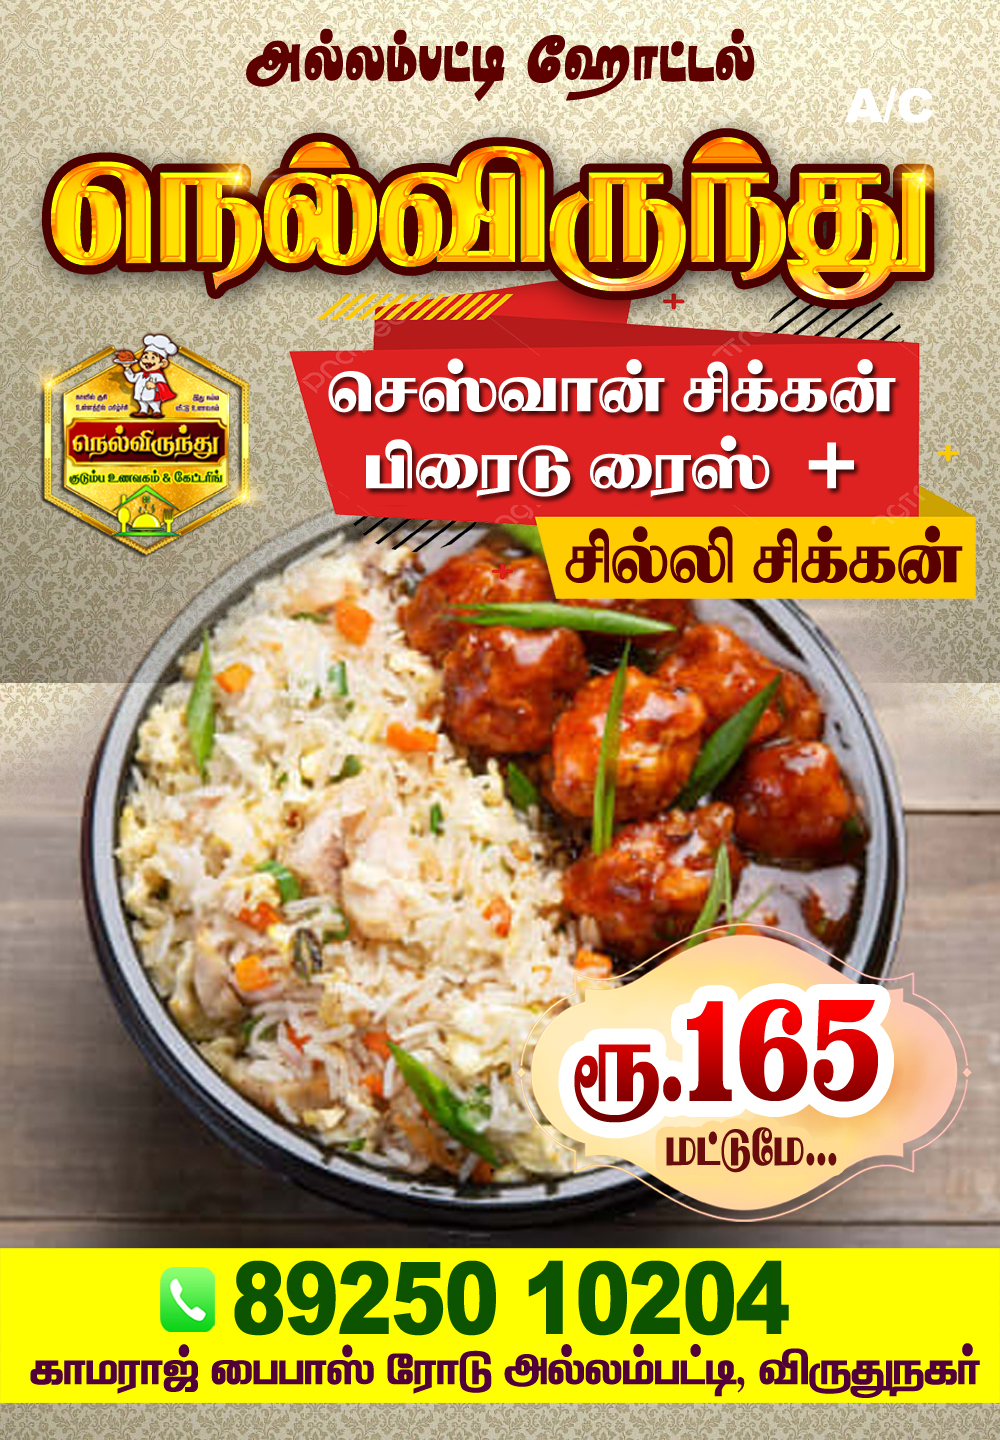 அல்லம்பட்டி ஹோட்டல்
A/C
நெல்விருந்து
செஸ்வான் சிக்கன்
பிரைடு ரைஸ் +
சில்லி சிக்கன்
நெல்விருந்து
குடும்ப உணவகம் & கேட்டரிங்
ரூ.165
மட்டுமே...
89250 10204
காமராஜ் பைபாஸ் ரோடு அல்லம்பட்டி, விருதுநகர்